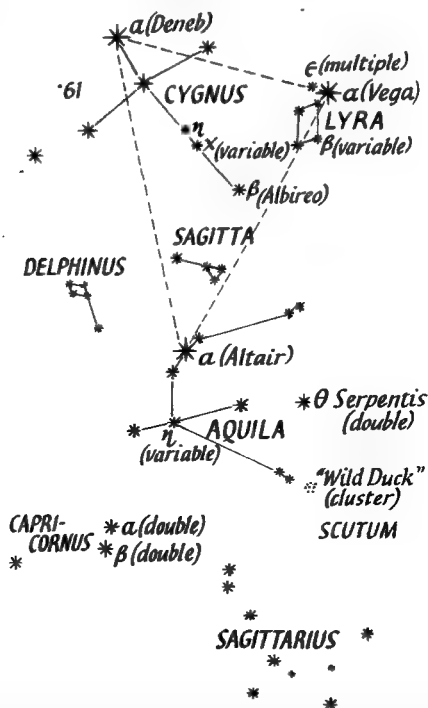 α (Deneb)
ϵ (multiple)
61
CYGNUS
α (Vega)
LYRA
η
χ (variable)
β (variable)
β (Albireo)
SAGITTA
DELPHINUS
α (Altair)
θ Serpentis
(double)
η
(variable)
AQUILA
"Wild Duck"
(cluster)
CAPRI-
CORNUS
α (double)
β (double)
SCUTUM
SAGITTARIUS